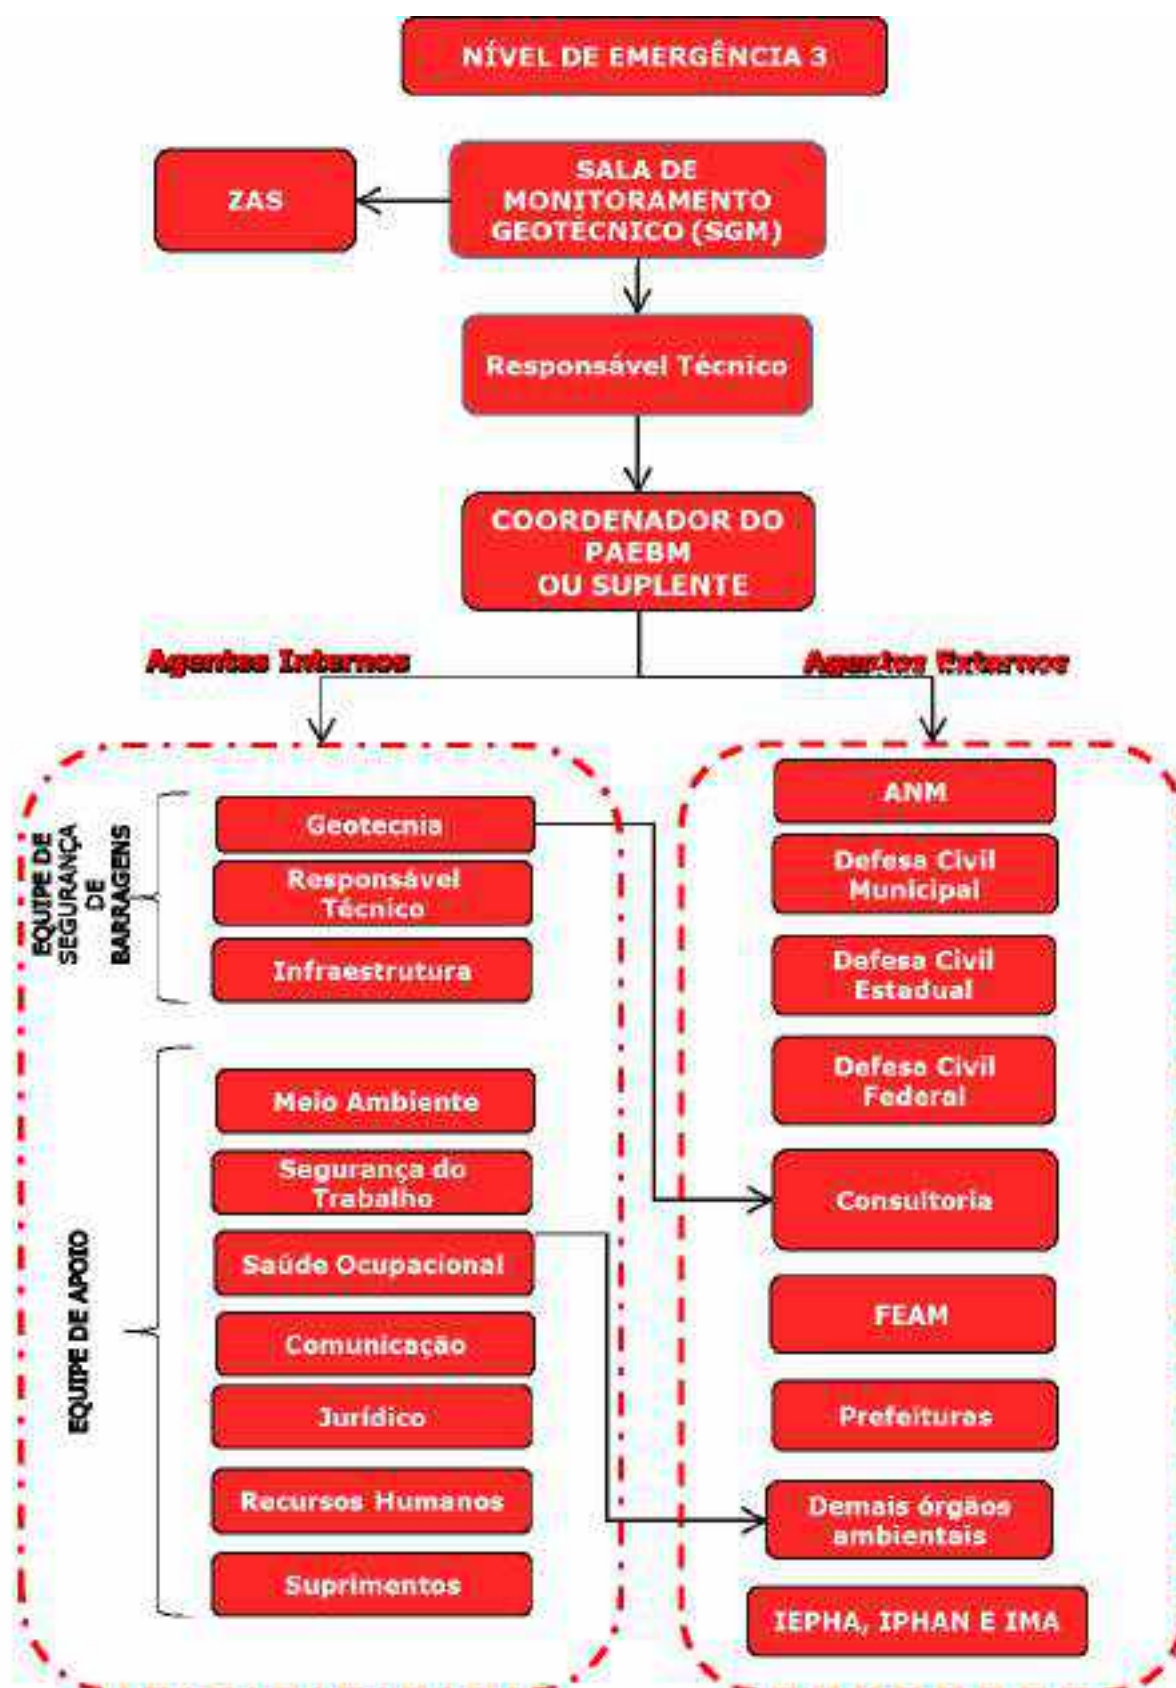 NÍVEL DE EMERGÊNCIA 3
ZAS
SALA DE
MONITORAMENTO
GEOTÉCNICO (SGM)
Responsável Técnico
COORDENADOR DO
PAEBM
OU SUPLENTE
Agentes Internos
Agentes Externos
EQUIPE DE
SEGURANÇA
DE
BARRAGENS
Geotecnia
Responsável
Técnico
Infraestrutura
EQUIPE DE APOIO
Meio Ambiente
Segurança do
Trabalho
Saúde Ocupacional
Comunicação
Jurídico
Recursos Humanos
Suprimentos
ANM
Defesa Civil
Municipal
Defesa Civil
Estadual
Defesa Civil
Federal
Consultoria
FEAM
Prefeituras
Demais órgãos
ambientais
IEPHA, IPHAN E IMA